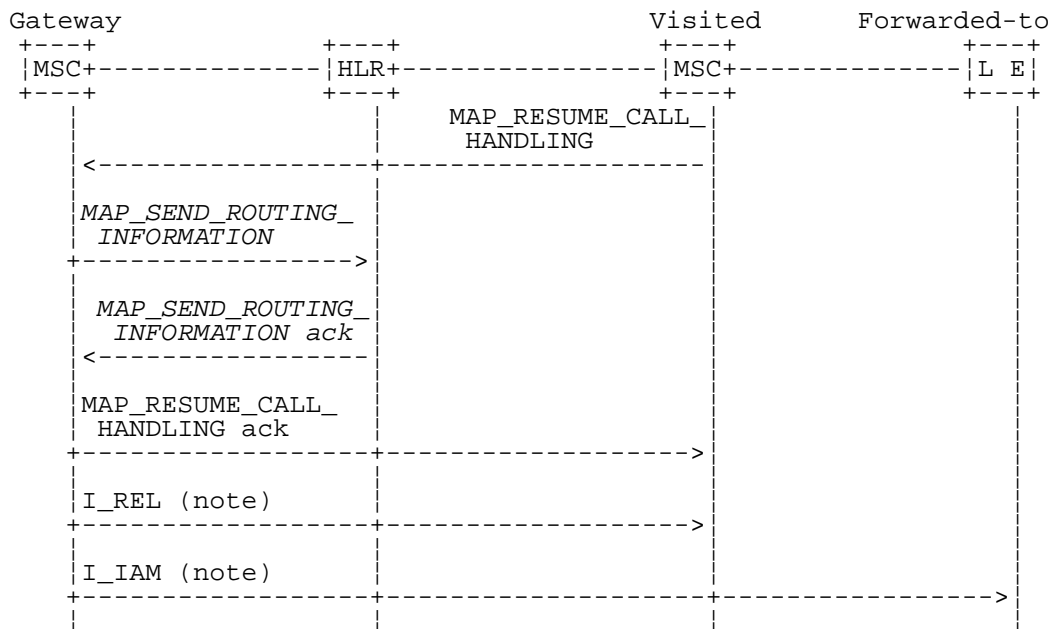 Gateway Visited Forwarded-to
MSC HLR MSC L E
MAP_RESUME_CALL_
HANDLING
MAP_SEND_ROUTING_
INFORMATION
MAP_SEND_ROUTING_
INFORMATION ack
MAP_RESUME_CALL_
HANDLING ack
I_REL (note)
I_IAM (note)